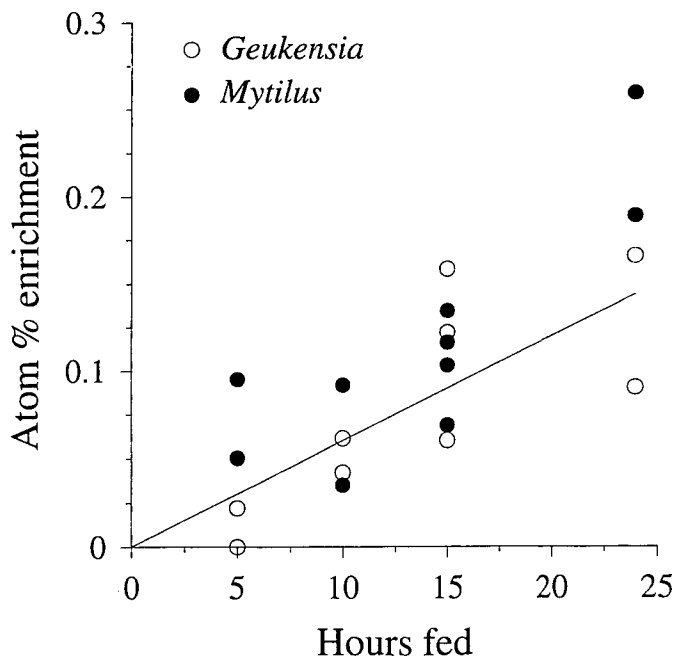 0.3
Geukensia
Mytilus
0.2
0.1
0
Atom % enrichment
0 5 10 15 20 25
Hours fed